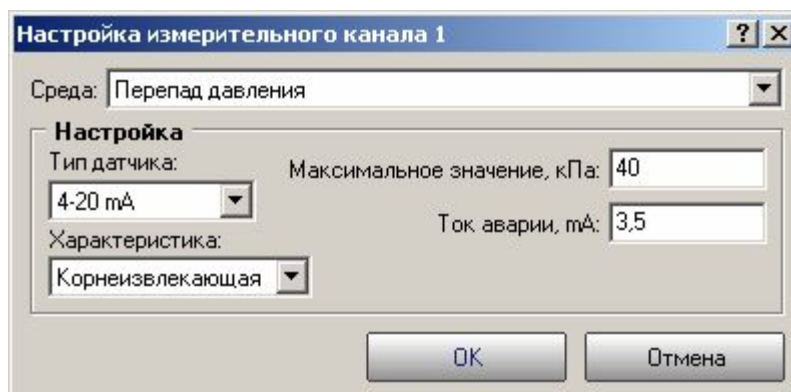 Настройка измерительного канала 1
Среда: Перепад давления
Настройка
Тип датчика:
4-20 mA
Максимальное значение, кПа: 40
Ток аварии, mA: 3,5
Характеристика:
Корнеизвлекающая
OK
Отмена